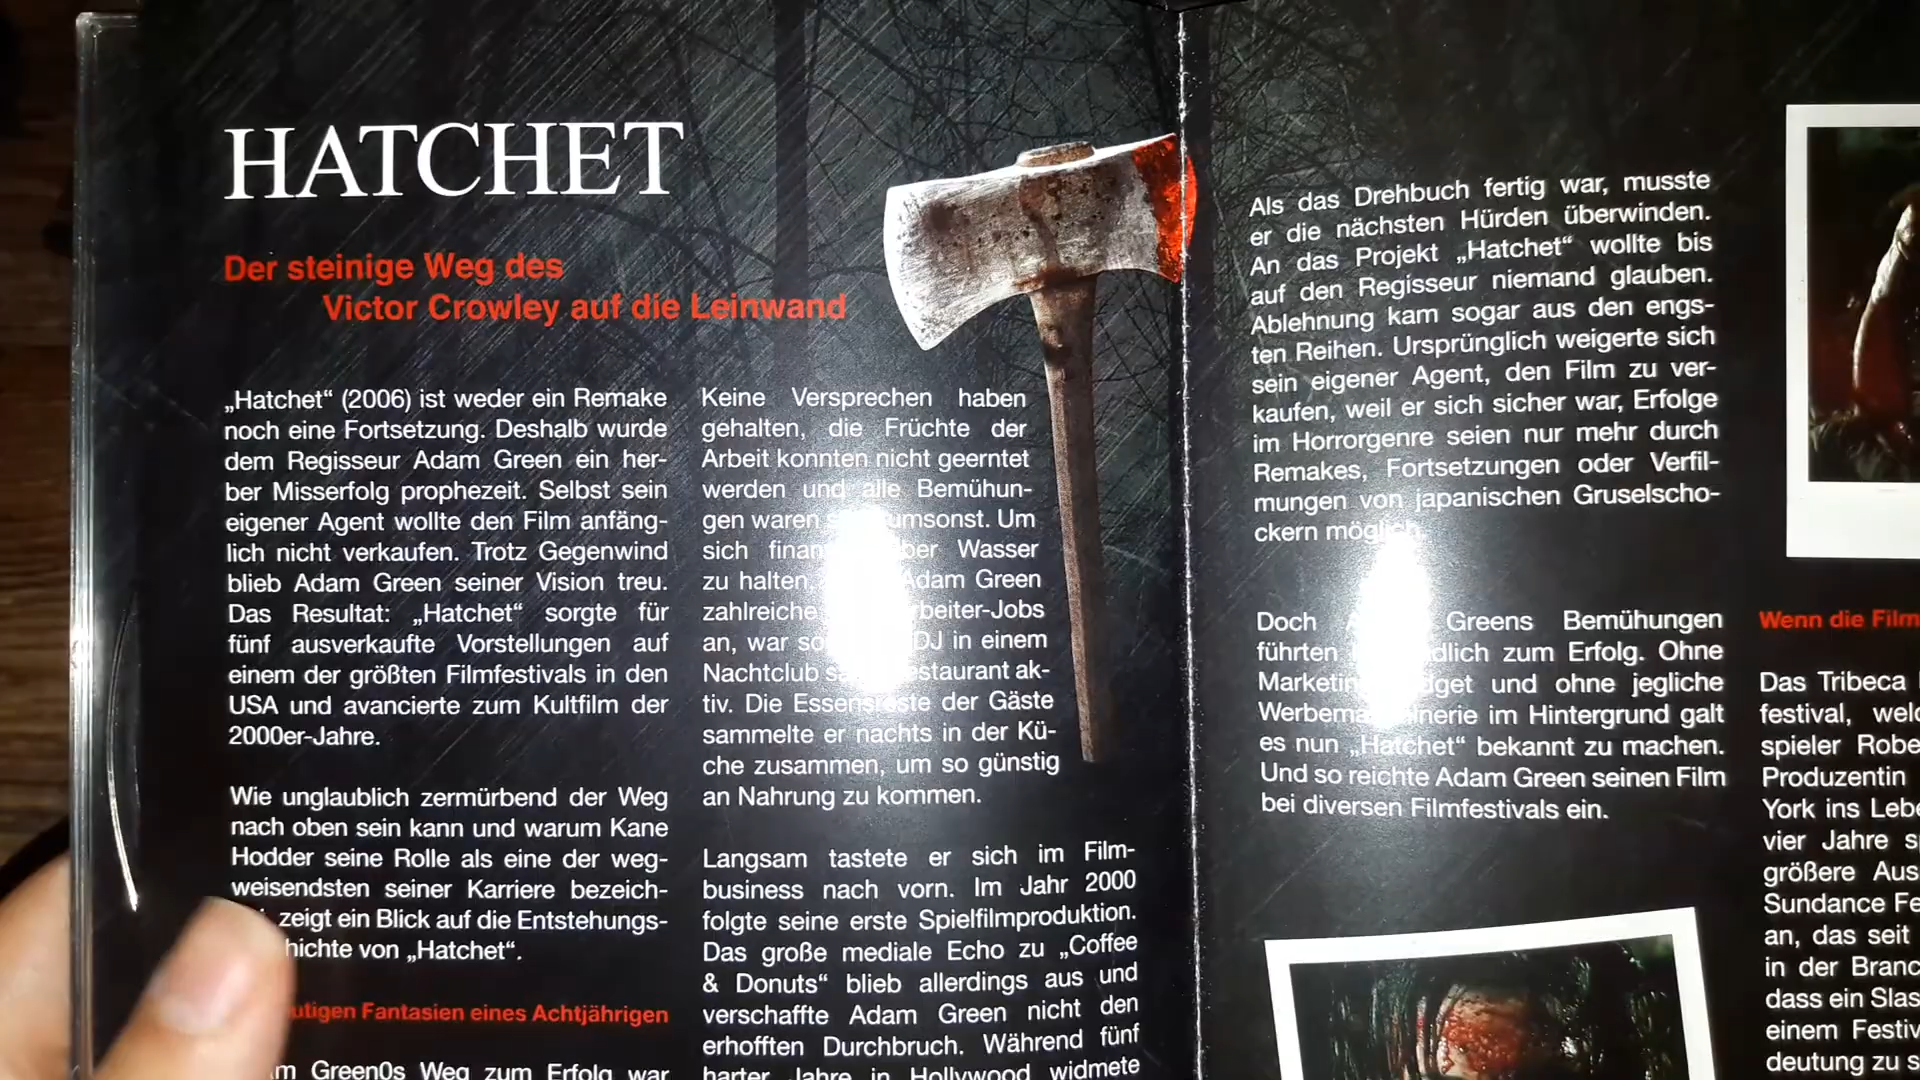 HATCHET
Der steinige Weg des
Victor Crowley auf die Leinwand
„Hatchet“ (2006) ist weder ein Remake
noch eine Fortsetzung. Deshalb wurde
dem Regisseur Adam Green ein her-
ber Misserfolg prophezeit. Selbst sein
eigener Agent wollte den Film anfäng-
lich nicht verkaufen. Trotz Gegenwind
blieb Adam Green seiner Vision treu.
Das Resultat: „Hatchet“ sorgte für
fünf ausverkaufte Vorstellungen auf
einem der größten Filmfestivals in den
USA und avancierte zum Kultfilm der
2000er-Jahre.
Wie unglaublich zermürbend der Weg
nach oben sein kann und warum Kane
Hodder seine Rolle als eine der weg-
weisendsten seiner Karriere bezeich-
zeigt ein Blick auf die Entstehungs-
von „Hatchet“.
Fantasien eines Achtjährigen
Green0s Weg zum Erfolg war
Keine Versprechen haben
gehalten, die Früchte der
Arbeit konnten nicht geerntet
werden und alle Bemühun-
gen waren umsonst. Um
sich Wasser
zu halten, Adam Green
zahlreiche
an, war DJ in einem
Nachtclub ak-
tiv. Die Essensreste der Gäste
sammelte er nachts in der Kü-
che zusammen, um so günstig
an Nahrung zu kommen.
Langsam tastete er sich im Film-
business nach vorn. Im Jahr 2000
folgte seine erste Spielfilmproduktion.
Das große mediale Echo zu „Coffee
& Donuts“ blieb allerdings aus und
verschaffte Adam Green nicht den
erhofften Durchbruch. Während fünf
harter Jahre in Hollywood widmete
Als das Drehbuch fertig war, musste
er die nächsten Hürden überwinden.
An das Projekt „Hatchet“ wollte bis
auf den Regisseur niemand glauben.
Ablehnung kam sogar aus den engs-
ten Reihen. Ursprünglich weigerte sich
sein eigener Agent, den Film zu ver-
kaufen, weil er sich sicher war, Erfolge
im Horrorgenre seien nur mehr durch
Remakes, Fortsetzungen oder Verfil-
mungen von japanischen Gruselscho-
ckern möglich.
Doch Greens Bemühungen
führten zum Erfolg. Ohne
und ohne jegliche
im Hintergrund galt
es nun „Hatchet“ bekannt zu machen.
Und so reichte Adam Green seinen Film
bei diversen Filmfestivals ein.
Wenn die Film
Das Tribeca
festival,
spieler
Produzentin
York ins
vier Jahre
größere
Sundance
an, das seit
in der
dass ein
einem
deutung zu